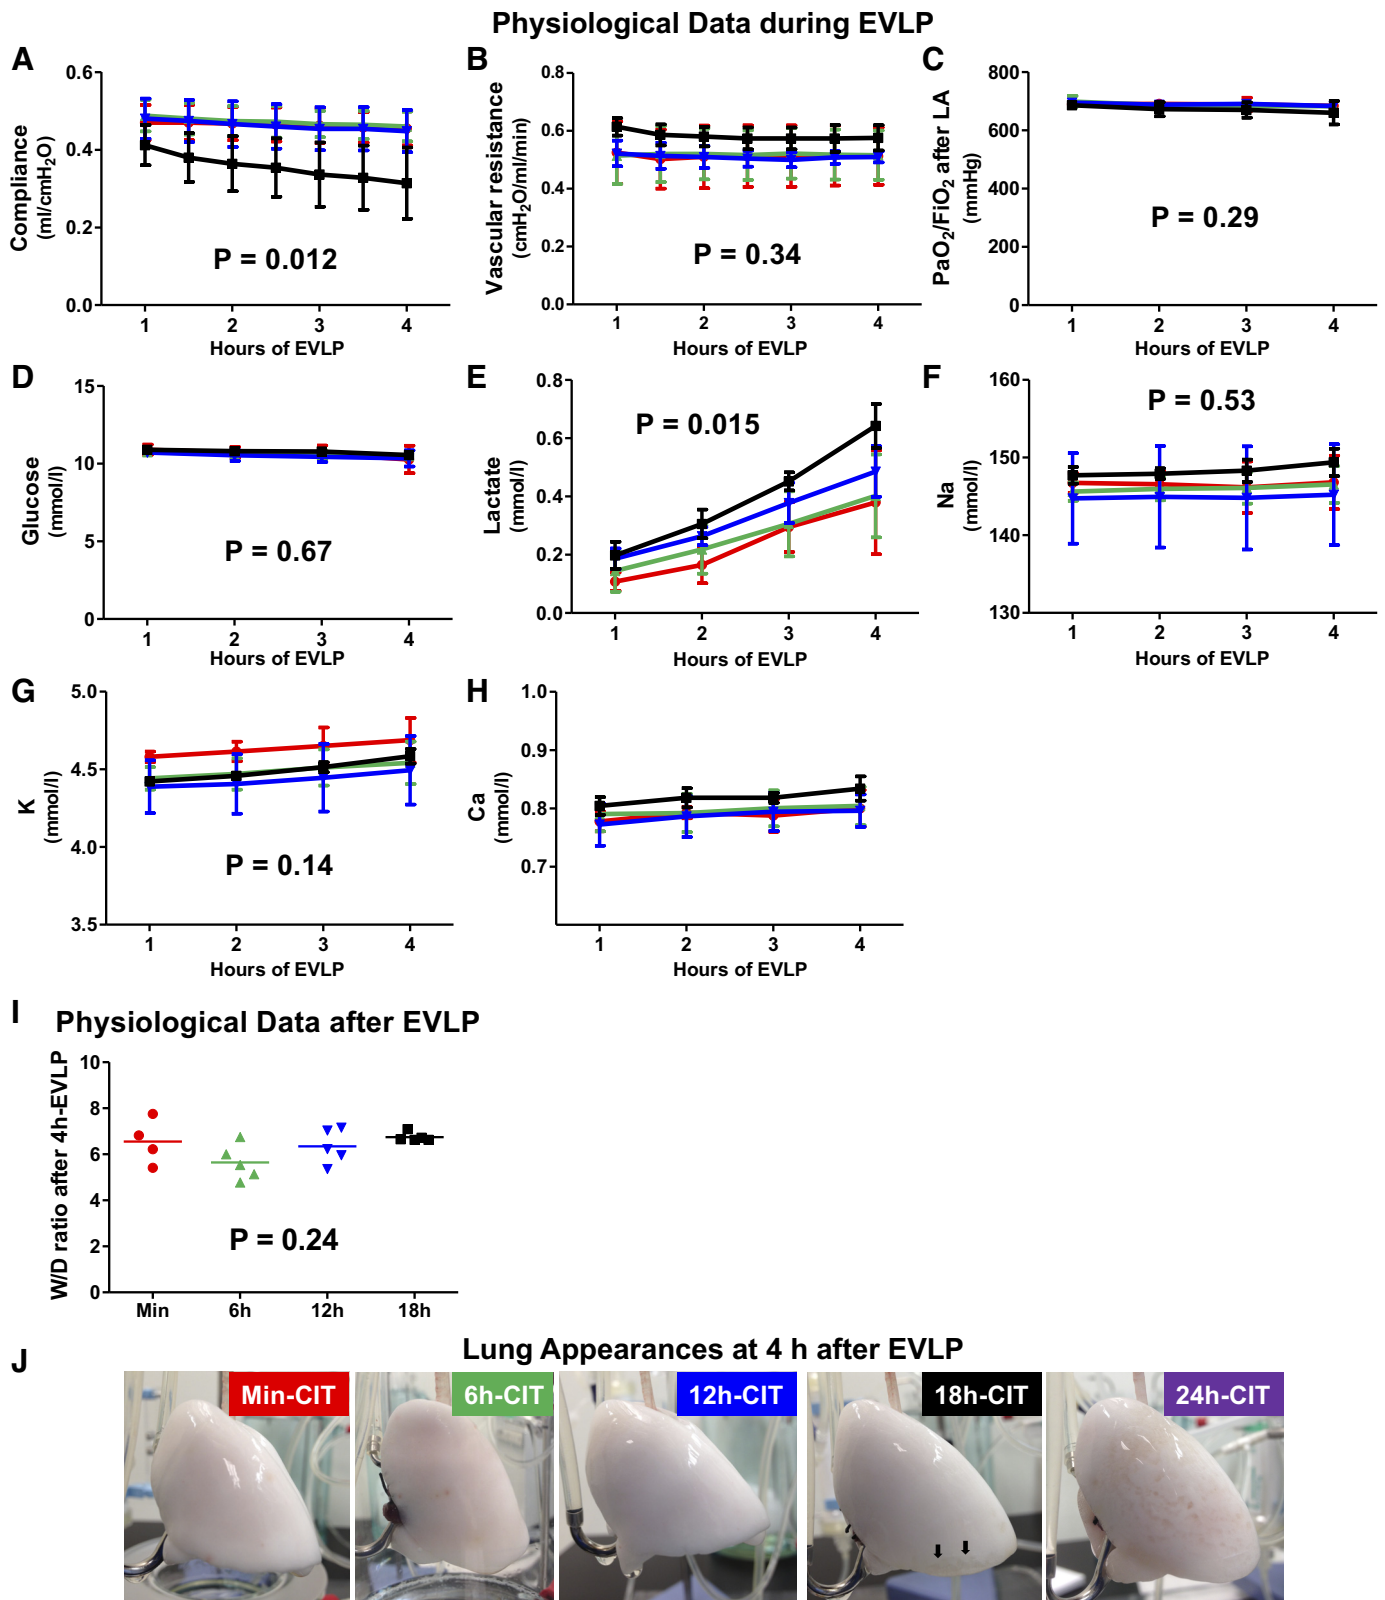 Physiological Data during EVLP
A
Compliance
(ml/cmH₂O)
0.6
0.4
0.2
0.0
P = 0.012
1 2 3 4
Hours of EVLP
B
Vascular resistance
(cmH₂O/ml/min)
0.8
0.6
0.4
0.2
0.0
P = 0.34
1 2 3 4
Hours of EVLP
C
PaO₂/FiO₂ after LA
(mmHg)
800
600
400
200
0
P = 0.29
1 2 3 4
Hours of EVLP
D
Glucose
(mmol/l)
15
10
5
0
P = 0.67
1 2 3 4
Hours of EVLP
E
Lactate
(mmol/l)
0.8
0.6
0.4
0.2
0.0
P = 0.015
1 2 3 4
Hours of EVLP
F
Na
(mmol/l)
160
150
140
130
P = 0.53
1 2 3 4
Hours of EVLP
G
K
(mmol/l)
5.0
4.5
4.0
3.5
P = 0.14
1 2 3 4
Hours of EVLP
H
Ca
(mmol/l)
1.0
0.9
0.8
0.7
1 2 3 4
Hours of EVLP
I
Physiological Data after EVLP
W/D ratio after 4h-EVLP
10
8
6
4
2
0
P = 0.24
Min 6h 12h 18h
J
Lung Appearances at 4 h after EVLP
Min-CIT
6h-CIT
12h-CIT
18h-CIT
24h-CIT